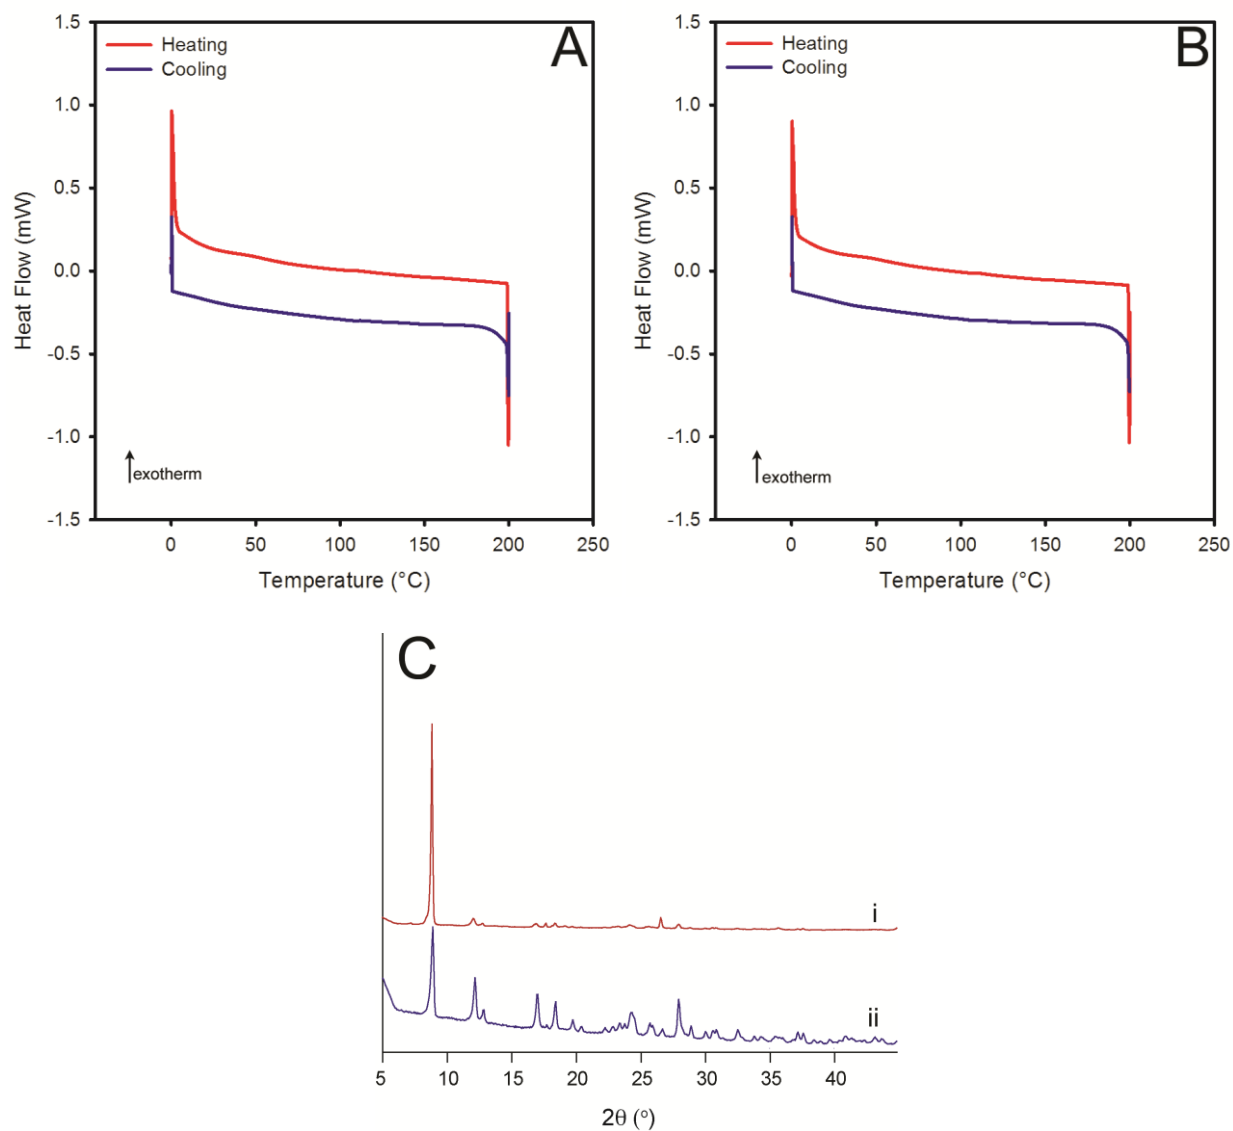 A
Heating
Cooling
1.5
1.0
0.5
0.0
-0.5
-1.0
-1.5
Heat Flow (mW)
exotherm
0 50 100 150 200 250
Temperature (°C)
B
Heating
Cooling
1.5
1.0
0.5
0.0
-0.5
-1.0
-1.5
Heat Flow (mW)
exotherm
0 50 100 150 200 250
Temperature (°C)
C
i
ii
5 10 15 20 25 30 35 40
2θ (°)